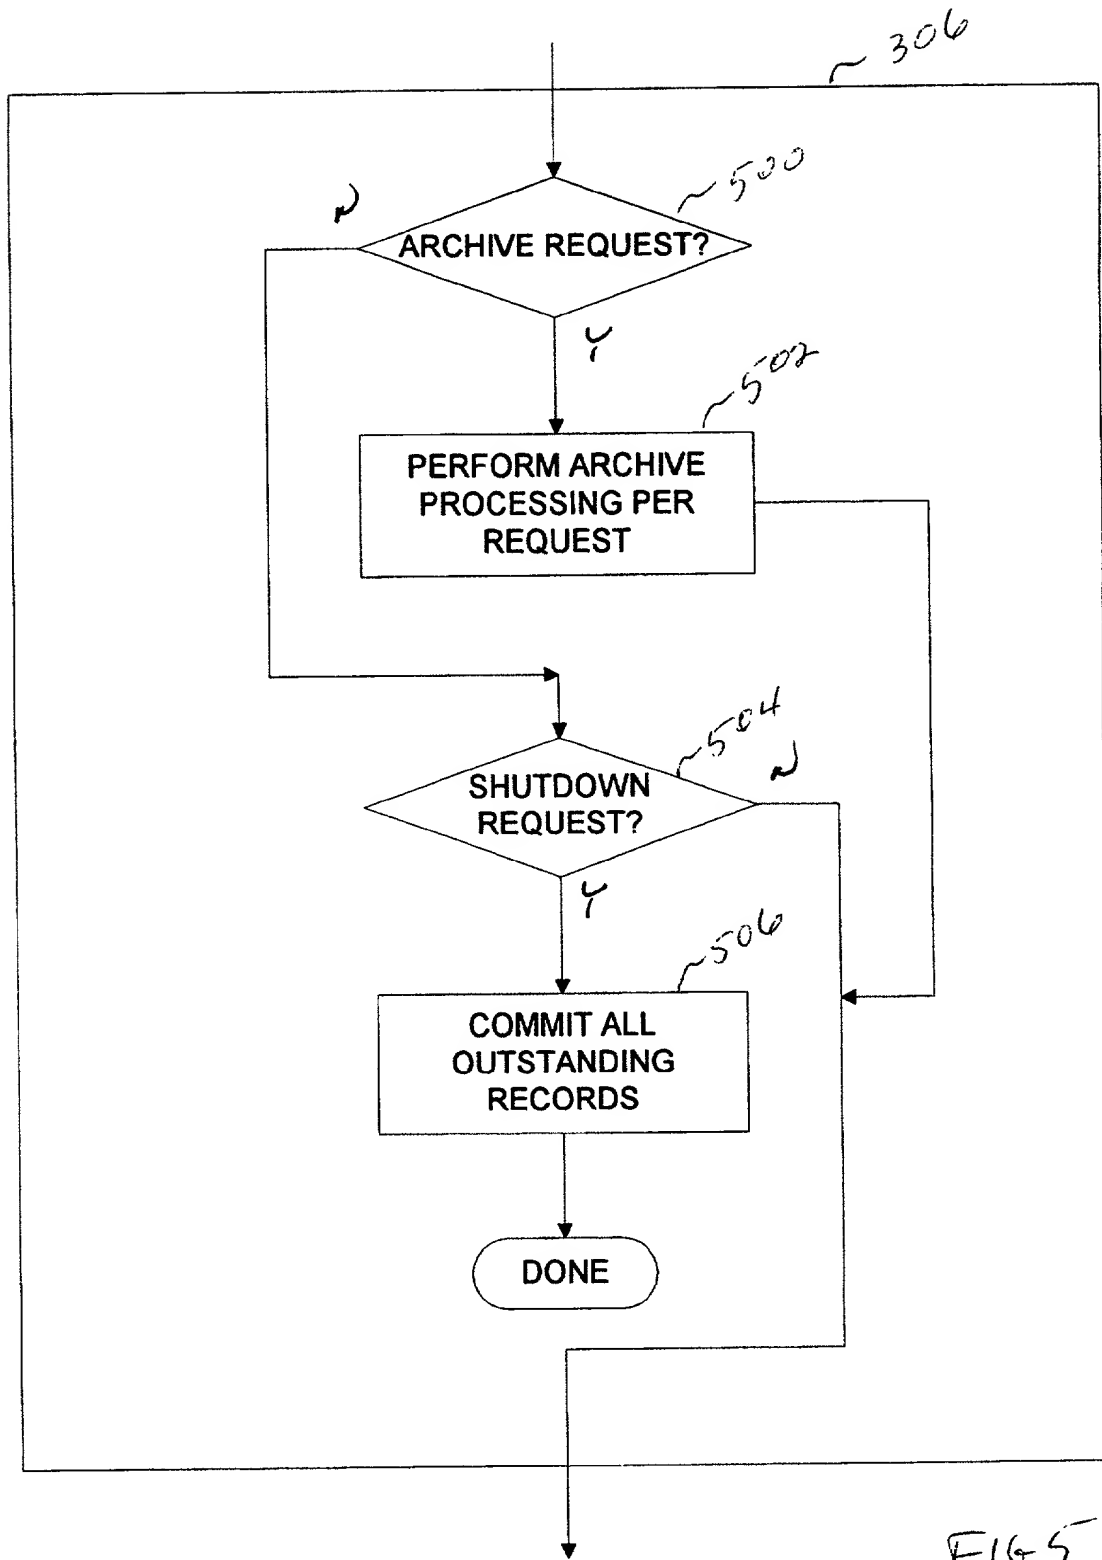 306
500
N
ARCHIVE REQUEST?
Y
502
PERFORM ARCHIVE
PROCESSING PER
REQUEST
504
N
SHUTDOWN
REQUEST?
Y
506
COMMIT ALL
OUTSTANDING
RECORDS
DONE
FIG 5